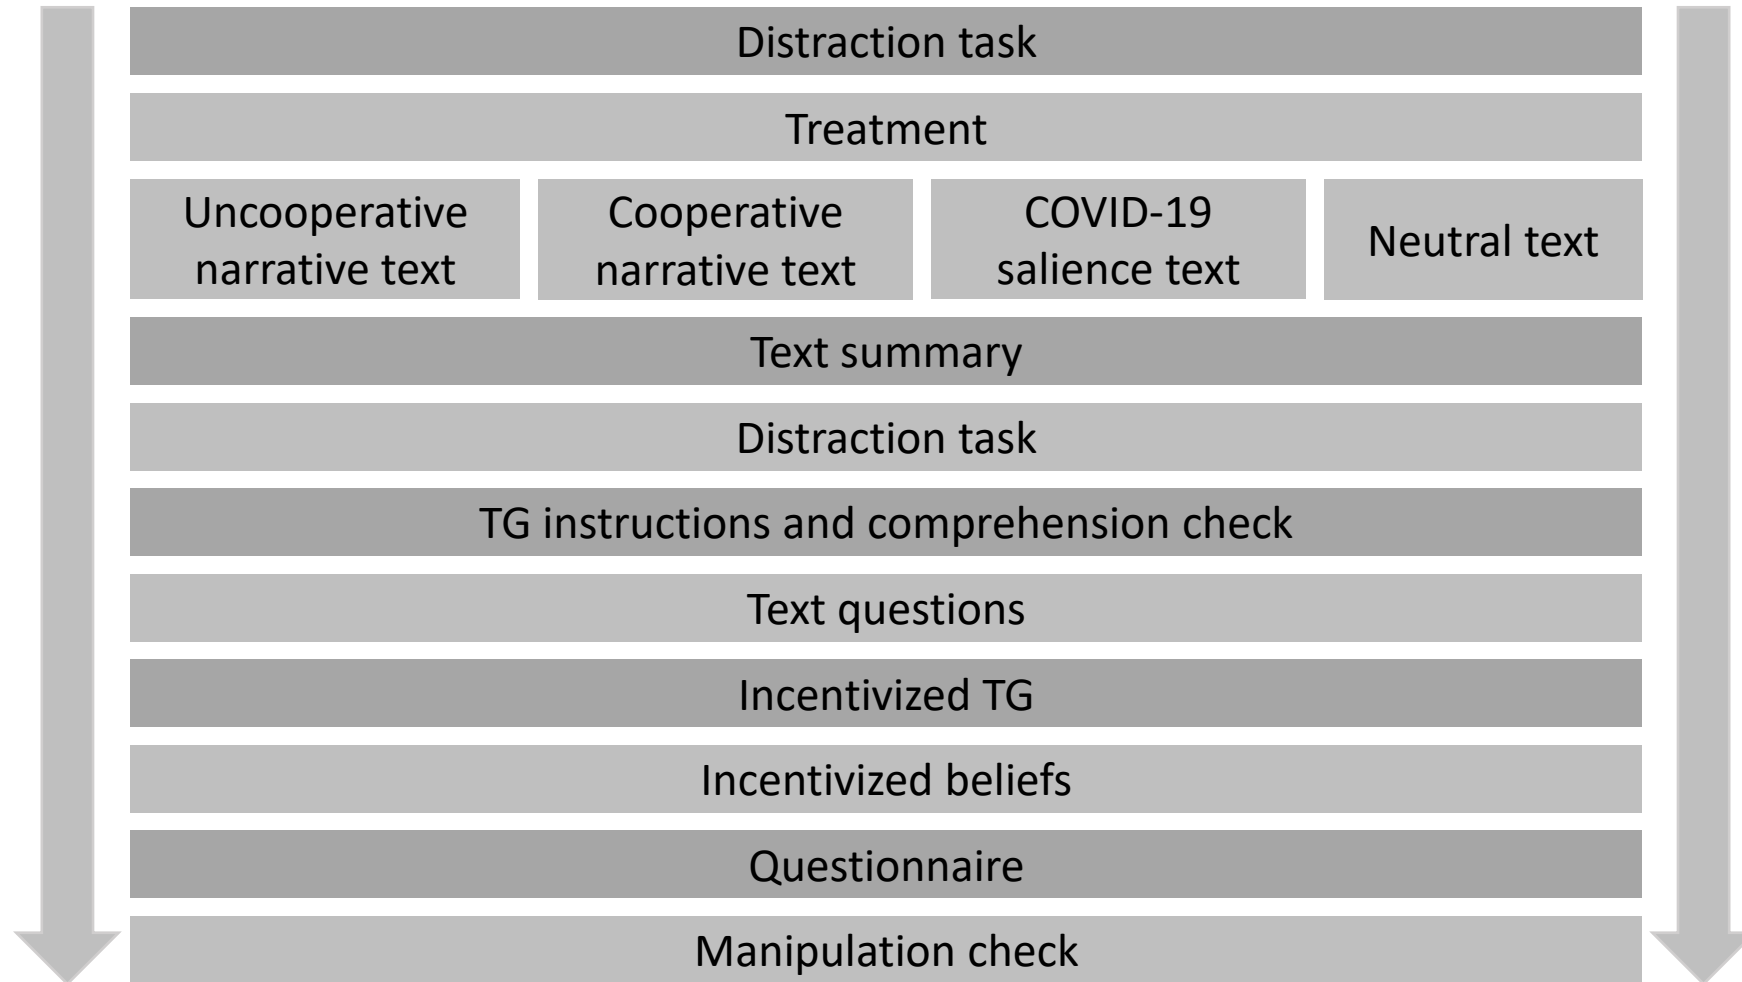 Distraction task
Treatment
Uncooperative
narrative text
Cooperative
narrative text
COVID-19
salience text
Neutral text
Text summary
Distraction task
TG instructions and comprehension check
Text questions
Incentivized TG
Incentivized beliefs
Questionnaire
Manipulation check